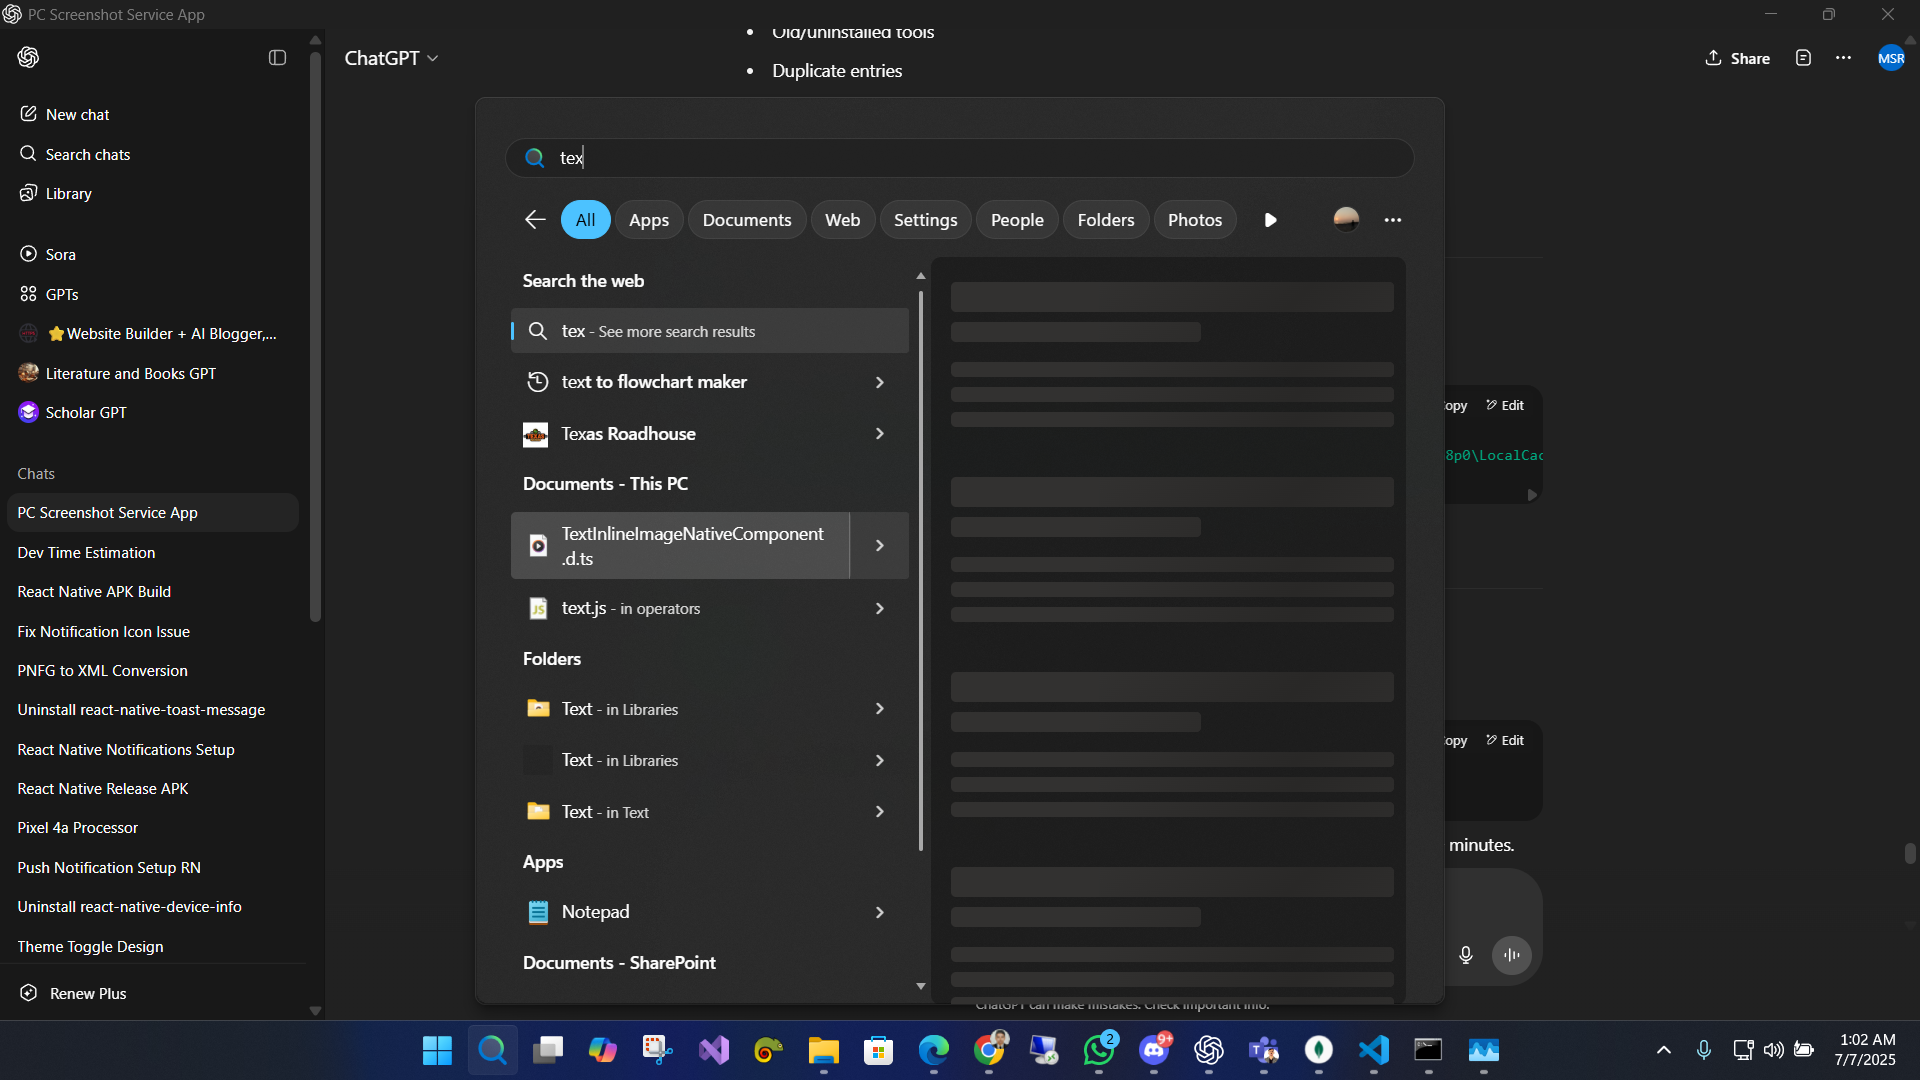 PC Screenshot Service App
ChatGPT
Share
MSR
New chat
Search chats
Library
Sora
GPTs
⭐Website Builder + AI Blogger,...
Literature and Books GPT
Scholar GPT
Chats
PC Screenshot Service App
Dev Time Estimation
React Native APK Build
Fix Notification Icon Issue
PNFG to XML Conversion
Uninstall react-native-toast-message
React Native Notifications Setup
React Native Release APK
Pixel 4a Processor
Push Notification Setup RN
Uninstall react-native-device-info
Theme Toggle Design
Renew Plus
Old/uninstalled tools
Duplicate entries
tex
All
Apps
Documents
Web
Settings
People
Folders
Photos
Search the web
tex - See more search results
text to flowchart maker
Texas Roadhouse
Documents - This PC
TextInlineImageNativeComponent
.d.ts
text.js - in operators
Folders
Text - in Libraries
Text - in Libraries
Text - in Text
Apps
Notepad
Documents - SharePoint
opy
Edit
8p0\LocalCac
opy
Edit
minutes.
ChatGPT can make mistakes. Check important info.
2
9+
1:02 AM
7/7/2025